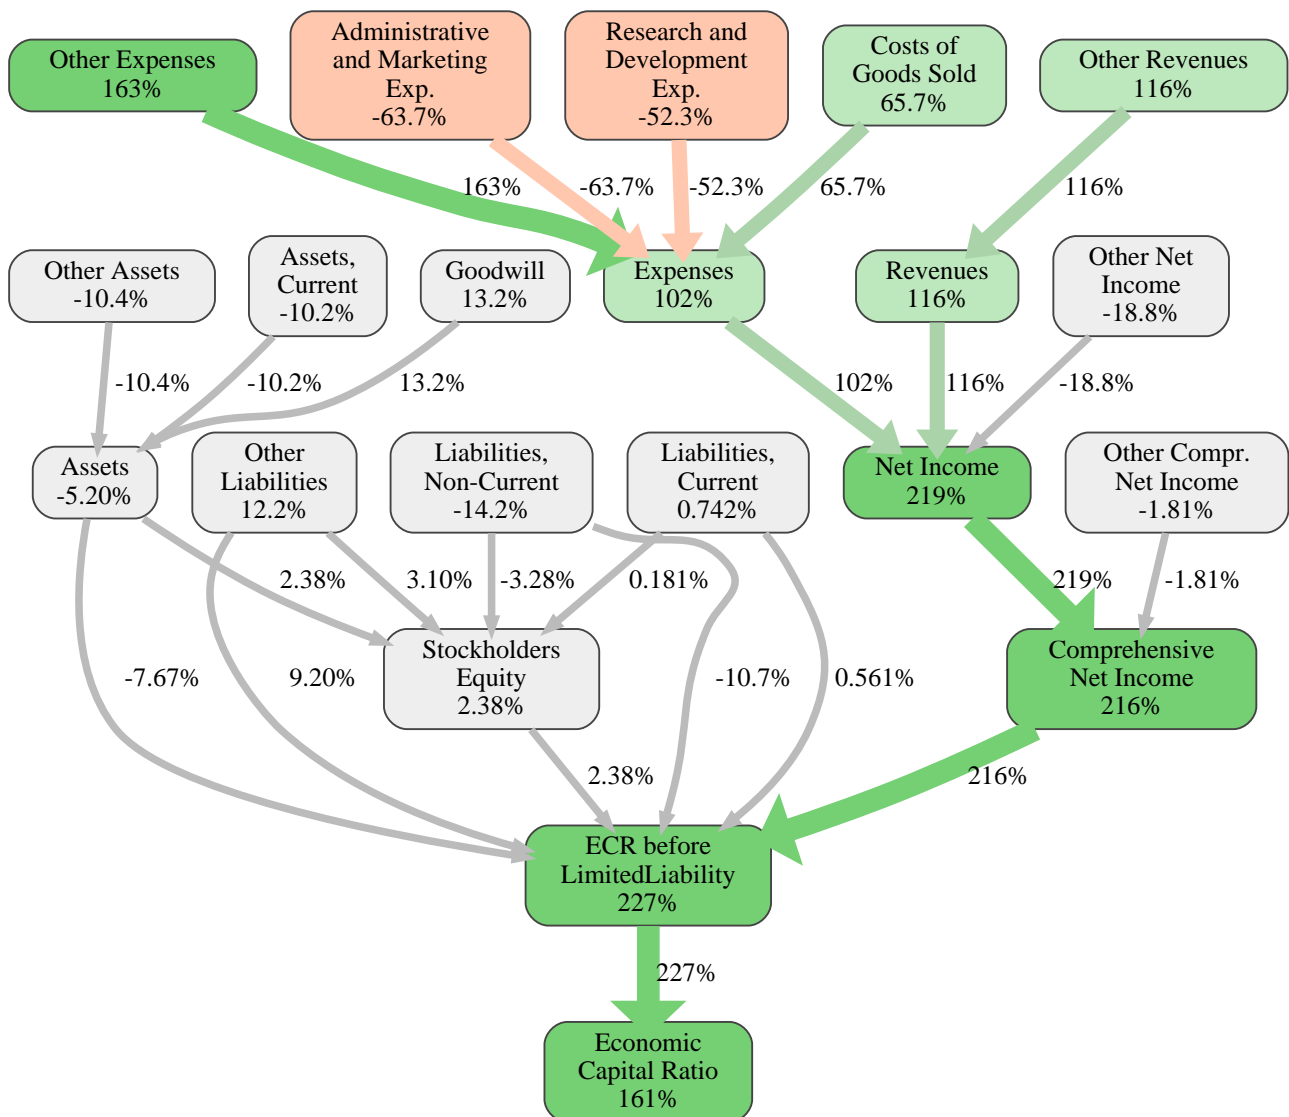 Other Expenses
163%
Administrative
and Marketing
Exp.
-63.7%
Research and
Development
Exp.
-52.3%
Costs of
Goods Sold
65.7%
Other Revenues
116%
163%
-63.7%
-52.3%
65.7%
116%
Other Assets
-10.4%
Assets,
Current
-10.2%
Goodwill
13.2%
Expenses
102%
Revenues
116%
Other Net
Income
-18.8%
-10.4%
-10.2%
13.2%
102%
116%
-18.8%
Assets
-5.20%
Other
Liabilities
12.2%
Liabilities,
Non-Current
-14.2%
Liabilities,
Current
0.742%
Net Income
219%
Other Compr.
Net Income
-1.81%
2.38%
3.10%
-3.28%
0.181%
219%
-1.81%
Stockholders
Equity
2.38%
Comprehensive
Net Income
216%
-7.67%
9.20%
-10.7%
0.561%
2.38%
216%
ECR before
LimitedLiability
227%
227%
Economic
Capital Ratio
161%